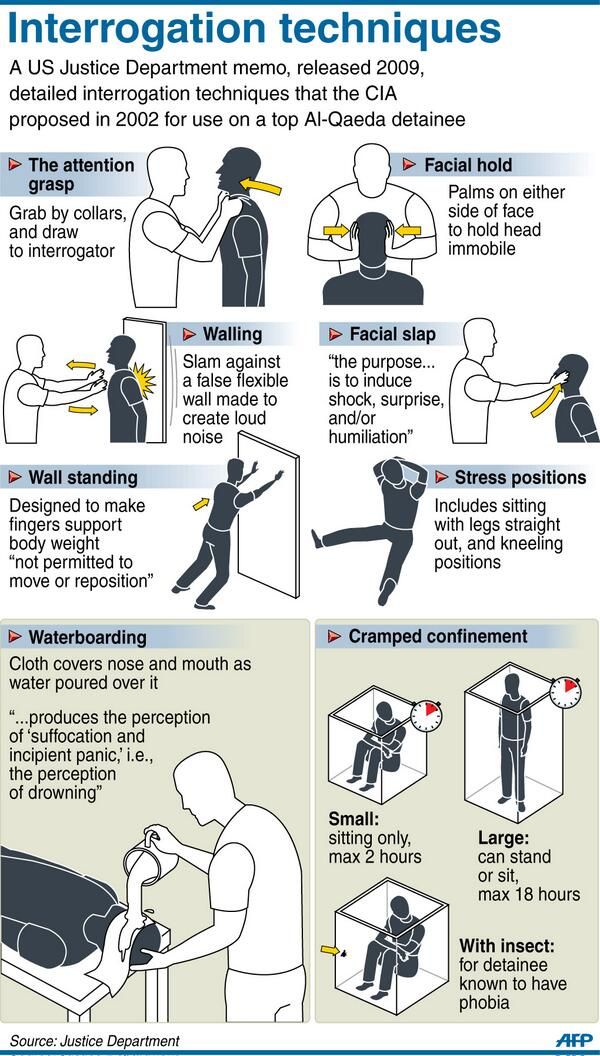 Interrogation techniques
A US Justice Department memo, released 2009,
detailed interrogation techniques that the CIA
proposed in 2002 for use on a top Al-Qaeda detainee
The attention
grasp
Grab by collars,
and draw
to interrogator
Facial hold
Palms on either
side of face
to hold head
immobile
Walling
Slam against
a false flexible
wall made to
create loud
noise
Facial slap
“the purpose...
is to induce
shock, surprise,
and/or
humiliation”
Wall standing
Designed to make
fingers support
body weight
“not permitted to
move or reposition”
Stress positions
Includes sitting
with legs straight
out, and kneeling
positions
Waterboarding
Cloth covers nose and mouth as
water poured over it
“...produces the perception
of ‘suffocation and
incipient panic,’ i.e.,
the perception
of drowning”
Cramped confinement
Small:
sitting only,
max 2 hours
Large:
can stand
or sit,
max 18 hours
With insect:
for detainee
known to have
phobia
Source: Justice Department
AFP